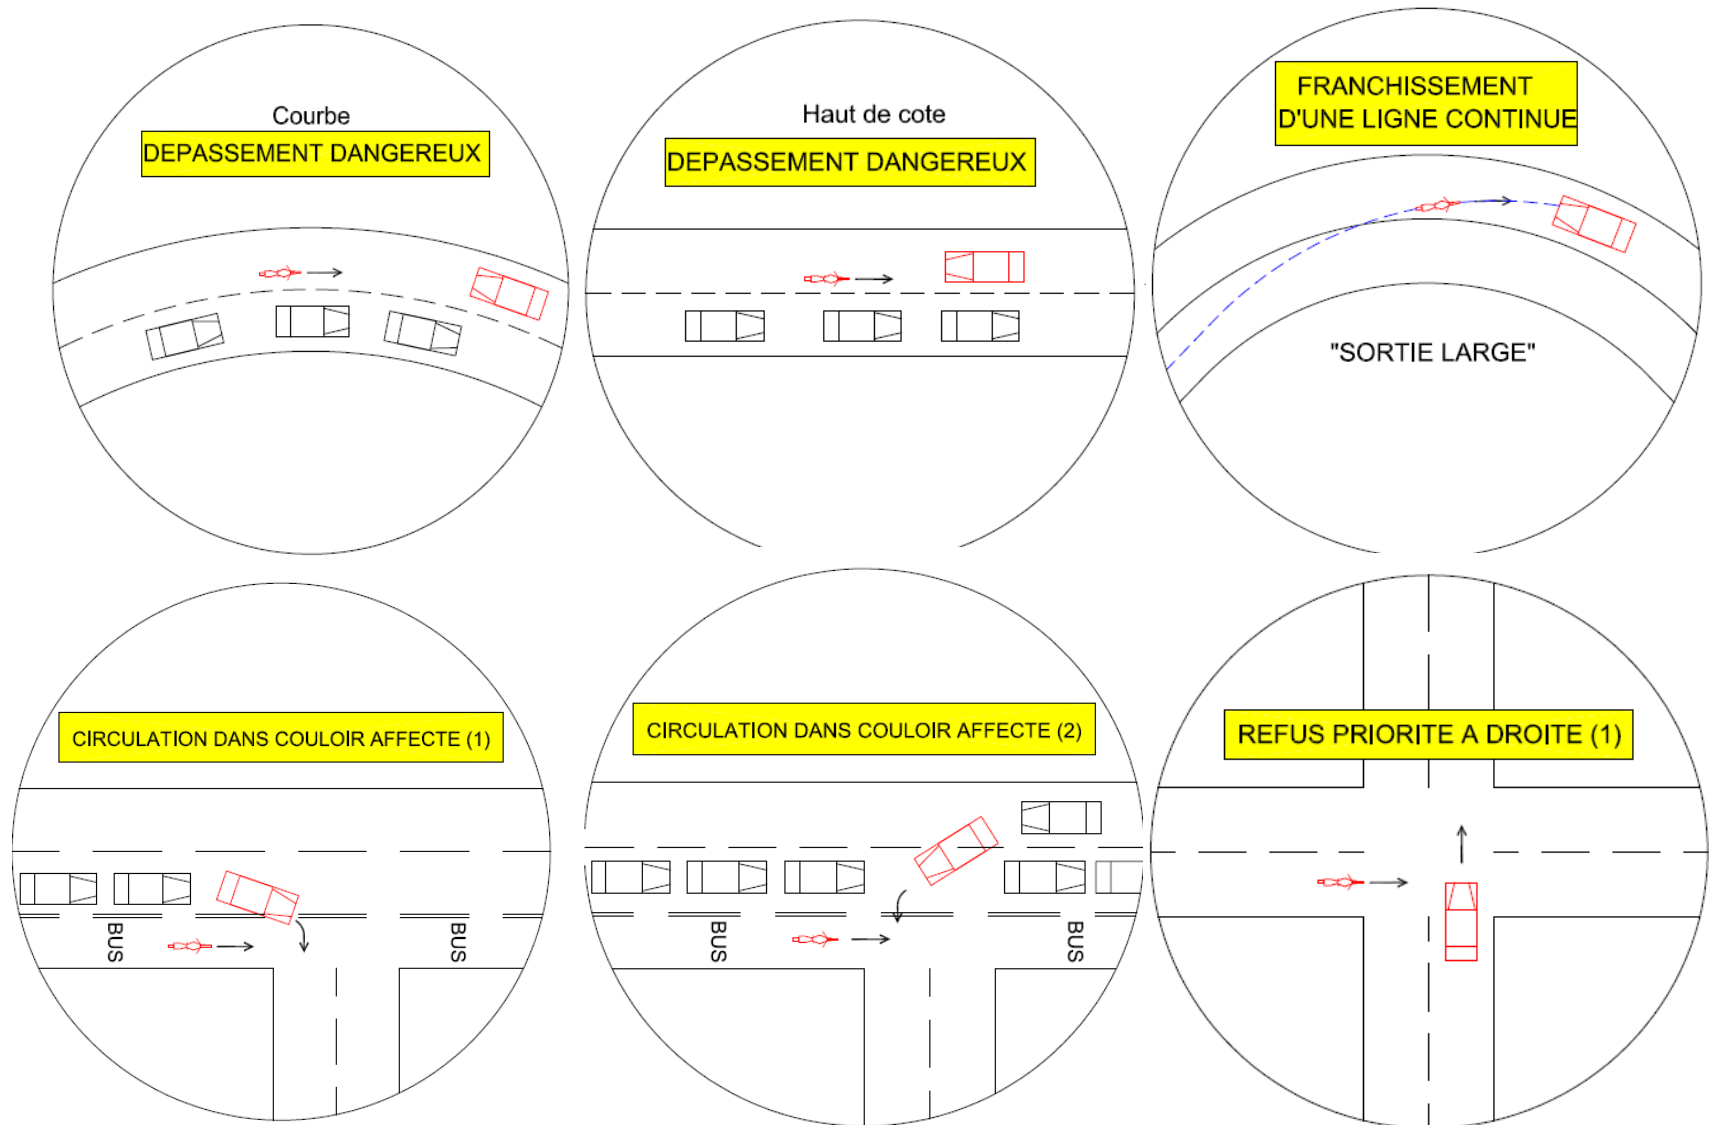 Courbe
DEPASSEMENT DANGEREUX
Haut de cote
DEPASSEMENT DANGEREUX
FRANCHISSEMENT
D'UNE LIGNE CONTINUE
"SORTIE LARGE"
CIRCULATION DANS COULOIR AFFECTE (1)
BUS
BUS
CIRCULATION DANS COULOIR AFFECTE (2)
BUS
BUS
REFUS PRIORITE A DROITE (1)